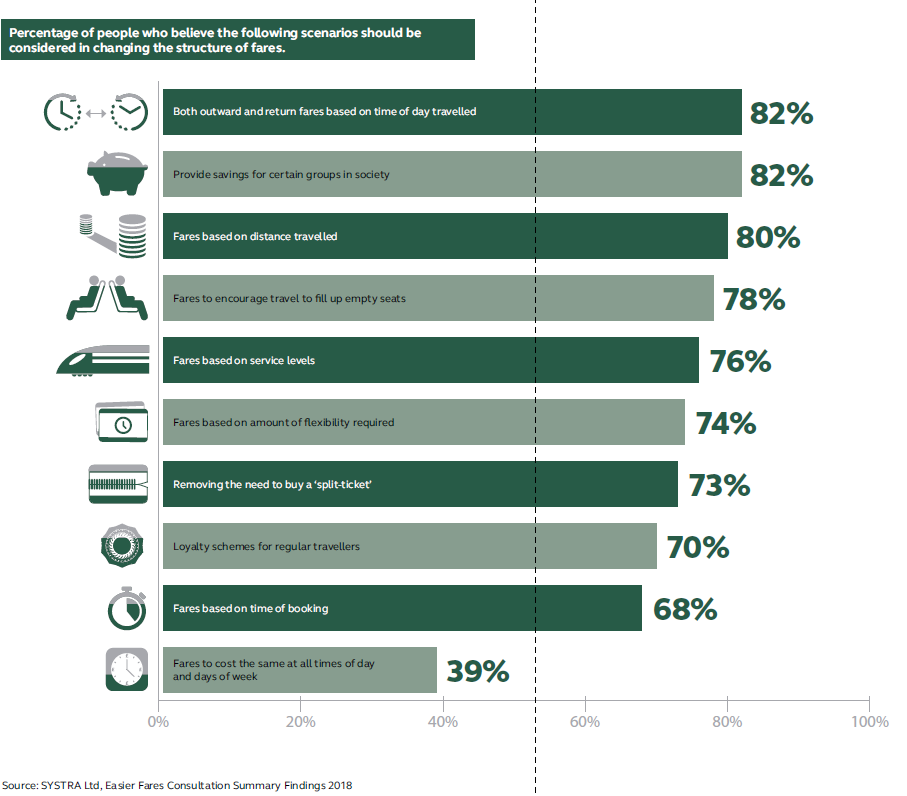 Percentage of people who believe the following scenarios should be
considered in changing the structure of fares.
Both outward and return fares based on time of day travelled
82%
Provide savings for certain groups in society
82%
Fares based on distance travelled
80%
Fares to encourage travel to fill up empty seats
78%
Fares based on service levels
76%
Fares based on amount of flexibility required
74%
Removing the need to buy a ‘split-ticket’
73%
Loyalty schemes for regular travellers
70%
Fares based on time of booking
68%
Fares to cost the same at all times of day
and days of week
39%
0% 20% 40% 60% 80% 100%
Source: SYSTRA Ltd, Easier Fares Consultation Summary Findings 2018